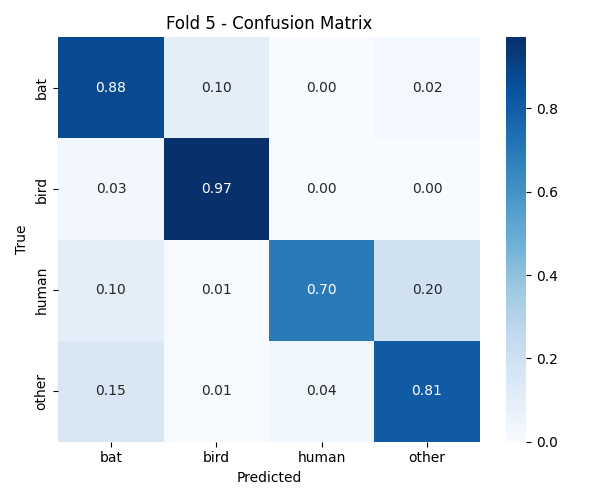 Fold 5 - Confusion Matrix
True
bat 0.88 0.10 0.00 0.02
bird 0.03 0.97 0.00 0.00
human 0.10 0.01 0.70 0.20
other 0.15 0.01 0.04 0.81
bat bird human other
Predicted
0.8
0.6
0.4
0.2
0.0